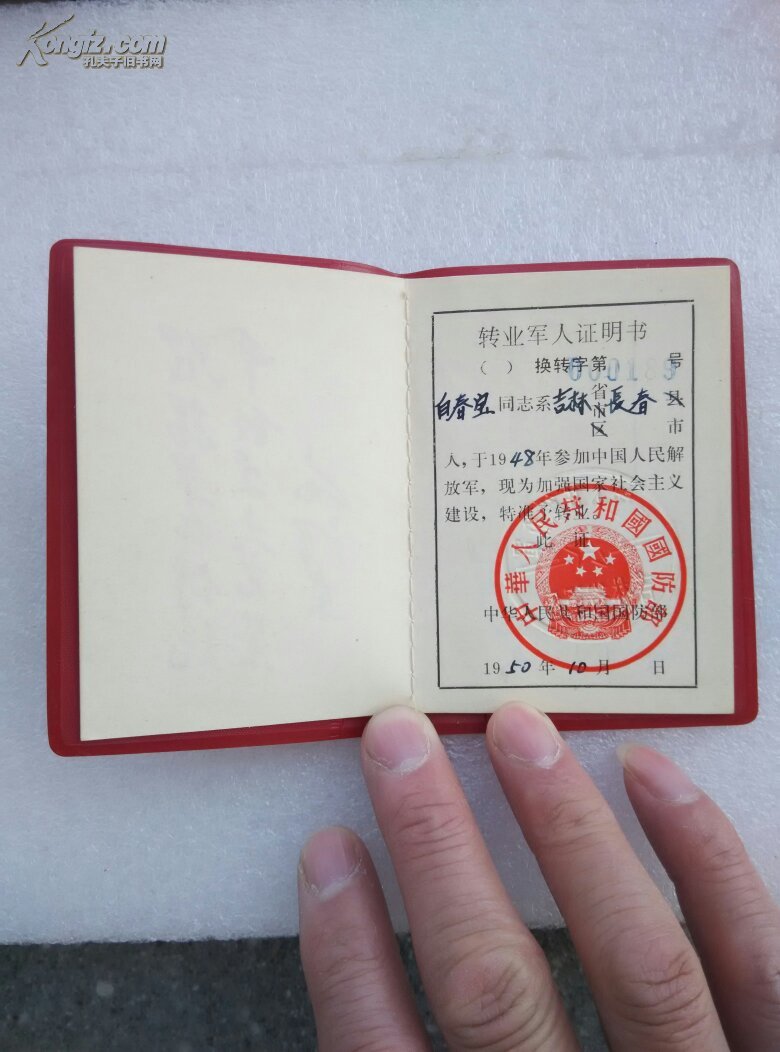 Kongfz.com
孔夫子旧书网
转业军人证明书
（ ） 换转字第 000139 号
白春宝同志系吉林省市区長春县市
人，于1948年参加中国人民解
放军，现为加强国家社会主义
建设，特准予转业。
此 证
中華人民共和國國防部
中华人民共和国国防部
1950年10月 日